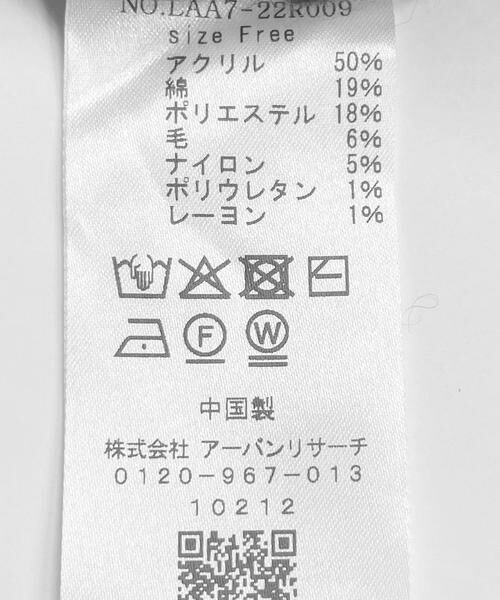 NO.LAA7-22R009
size Free
アクリル 50%
綿 19%
ポリエステル 18%
毛 6%
ナイロン 5%
ポリウレタン 1%
レーヨン 1%
F W
中国製
株式会社 アーバンリサーチ
0120-967-013
10212